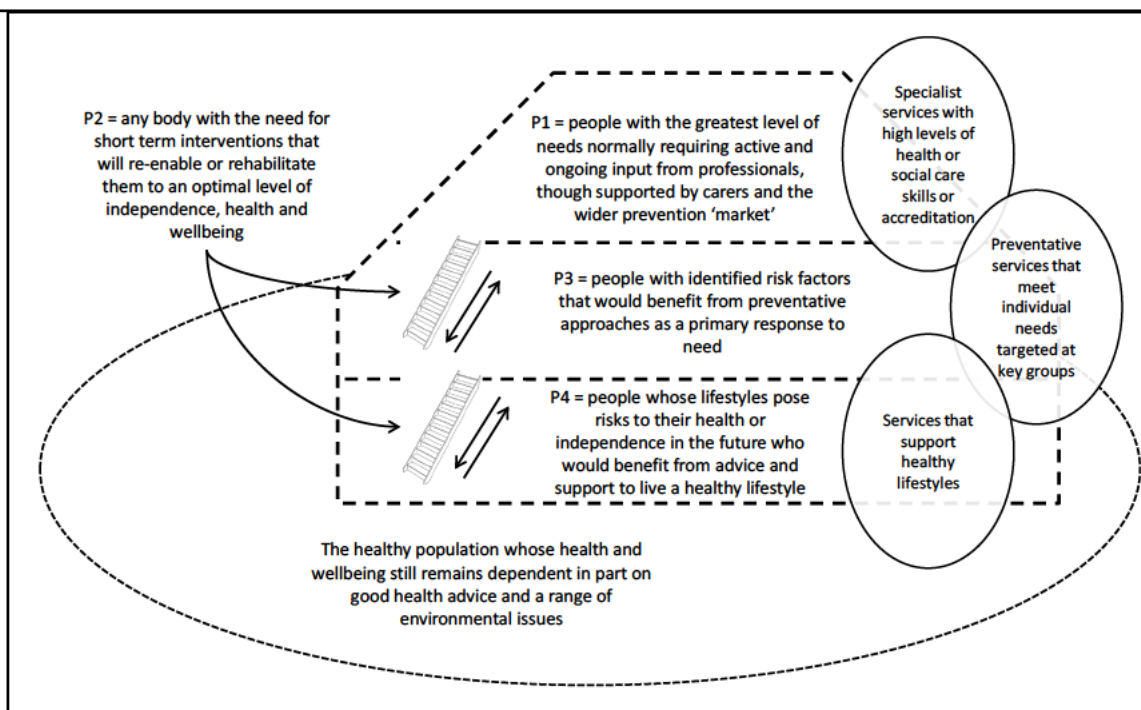 P2 = any body with the need for
short term interventions that
will re-enable or rehabilitate
them to an optimal level of
independence, health and
wellbeing
P1 = people with the greatest level of
needs normally requiring active and
ongoing input from professionals,
though supported by carers and the
wider prevention ‘market’
Specialist
services with
high levels of
health or
social care
skills or
accreditation
P3 = people with identified risk factors
that would benefit from preventative
approaches as a primary response to
need
Preventative
services that
meet
individual
needs
targeted at
key groups
P4 = people whose lifestyles pose
risks to their health or
independence in the future who
would benefit from advice and
support to live a healthy lifestyle
Services that
support
healthy
lifestyles
The healthy population whose health and
wellbeing still remains dependent in part on
good health advice and a range of
environmental issues